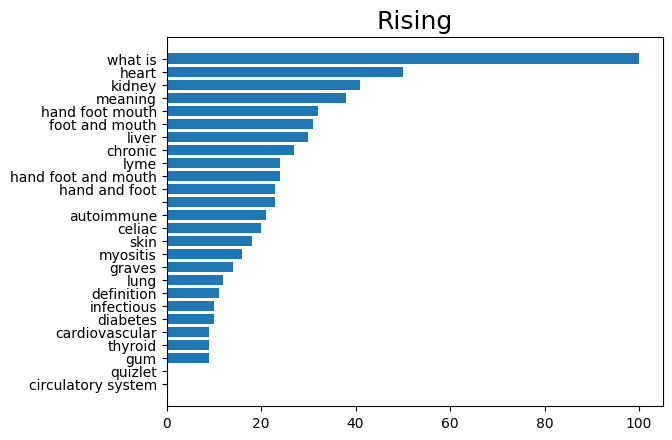 Rising
what is
heart
kidney
meaning
hand foot mouth
foot and mouth
liver
chronic
lyme
hand foot and mouth
hand and foot
autoimmune
celiac
skin
myositis
graves
lung
definition
infectious
diabetes
cardiovascular
thyroid
gum
quizlet
circulatory system
0 20 40 60 80 100